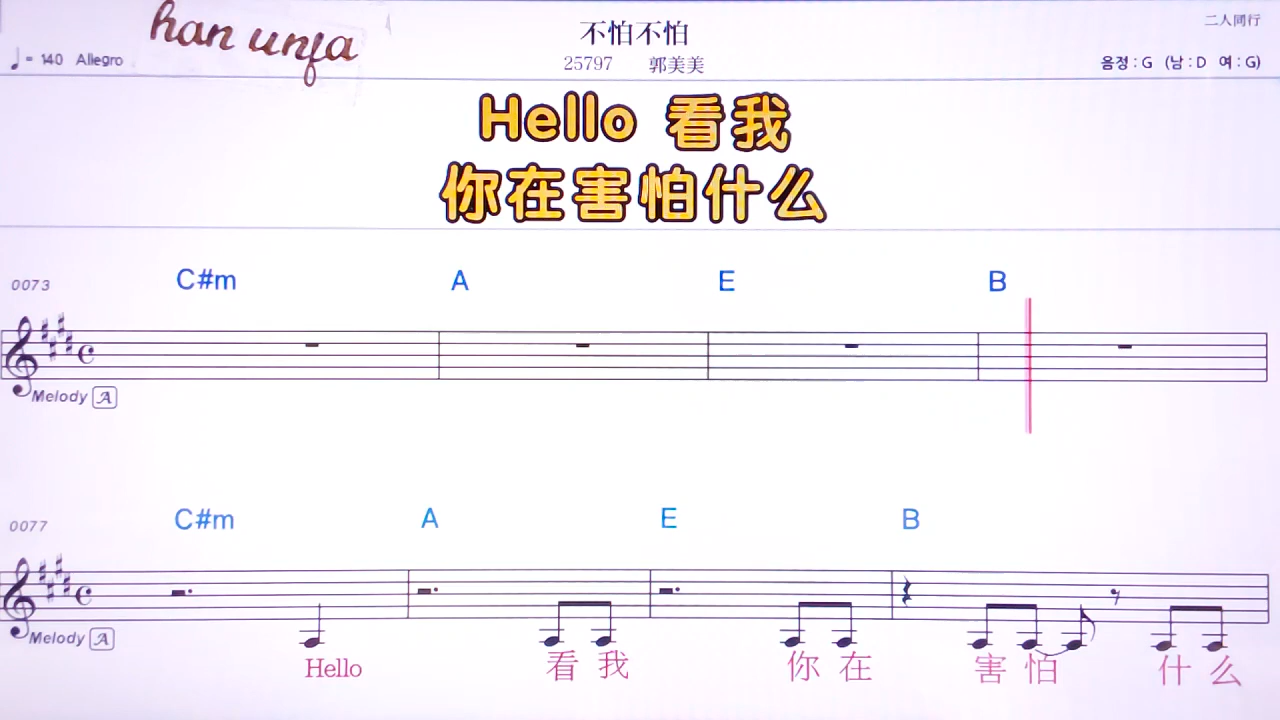 han unja
不怕不怕
二人同行
♩= 140 Allegro
25797 郭美美
음정 : G (남 : D 여 : G)
Hello 看我
你在害怕什么
0073 C#m A E B
Melody A
0077 C#m A E B
Melody A
Hello 看 我 你 在 害 怕 什 么